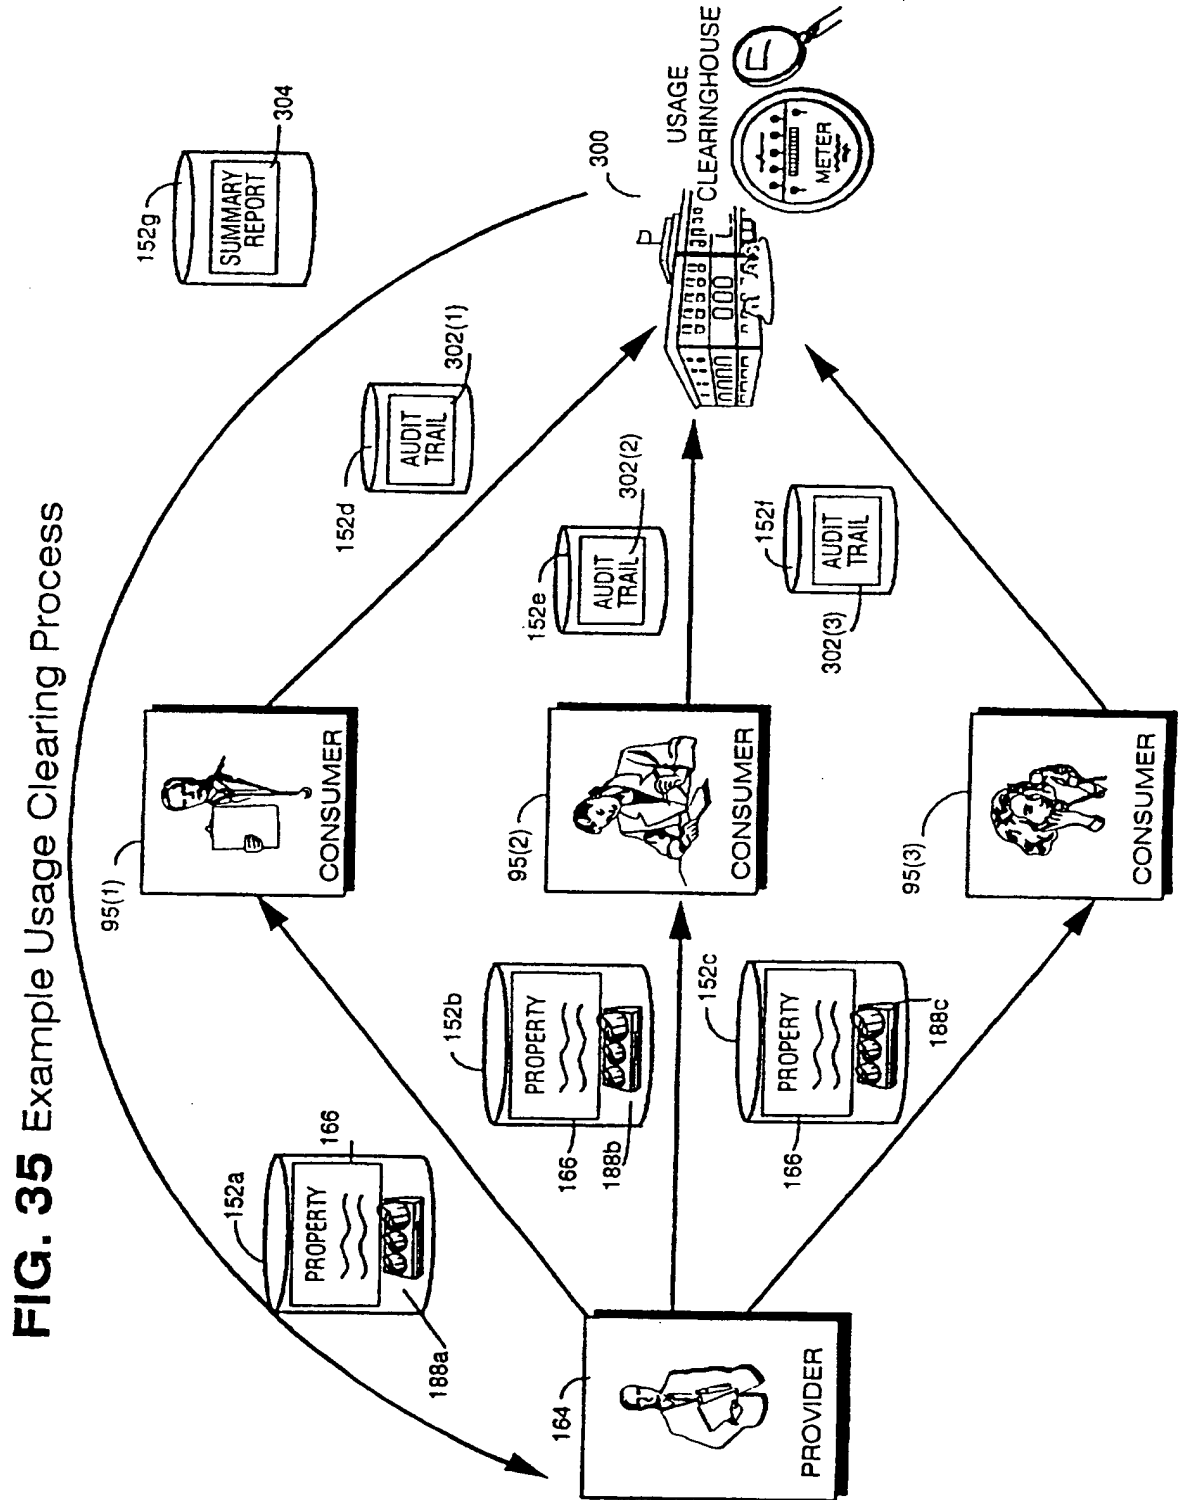 FIG. 35 Example Usage Clearing Process
152g
SUMMARY
REPORT
304
152d
AUDIT
TRAIL
302(1)
300
USAGE
CLEARINGHOUSE
METER
95(1)
CONSUMER
152e
AUDIT
TRAIL
302(2)
152a
166
PROPERTY
188a
95(2)
CONSUMER
152f
AUDIT
TRAIL
302(3)
152b
PROPERTY
166
188b
152c
PROPERTY
166
188c
95(3)
CONSUMER
164
PROVIDER